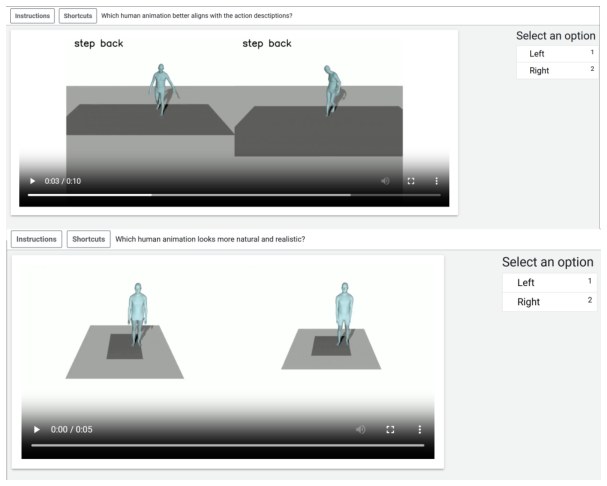 Instructions Shortcuts Which human animation better aligns with the action desctiptions?
Select an option
Left 1
Right 2
step back step back
0:03 / 0:10
Instructions Shortcuts Which human animation looks more natural and realistic?
Select an option
Left 1
Right 2
0:00 / 0:05